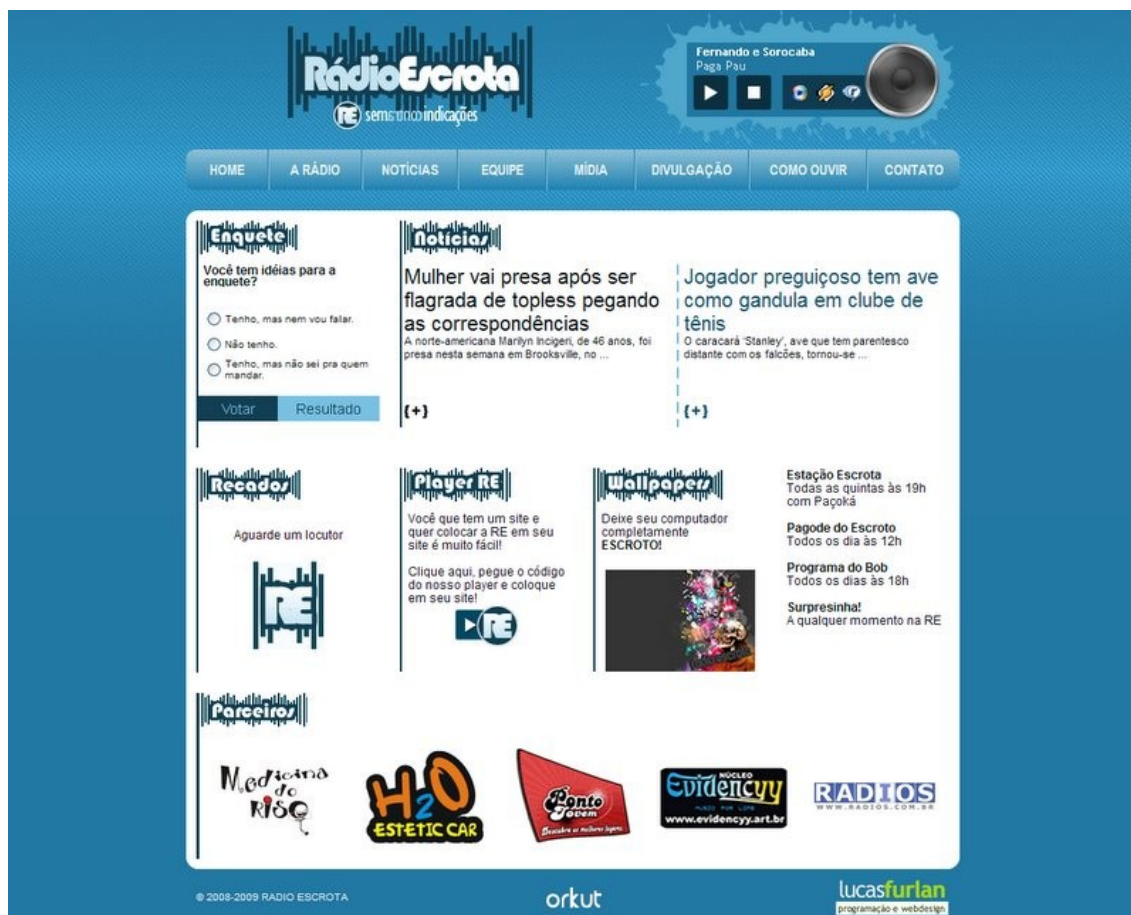 RádioEscrota
RE sem indicações
Fernando e Sorocaba
Paga Pau
HOME A RÁDIO NOTÍCIAS EQUIPE MÍDIA DIVULGAÇÃO COMO OUVIR CONTATO
Enquete
Você tem idéias para a
enquete?
Tenho, mas nem vou falar.
Não tenho.
Tenho, mas não sei pra quem
mandar.
Votar Resultado
Notícias
Mulher vai presa após ser
flagrada de topless pegando
as correspondências
A norte-americana Marilyn Incigeri, de 46 anos, foi
presa nesta semana em Brooksville, no ...
{+}
Jogador preguiçoso tem ave
como gandula em clube de
tênis
O caracará 'Stanley', ave que tem parentesco
distante com os falcões, tornou-se ...
{+}
Recados
Aguarde um locutor
RE
Player RE
Você que tem um site e
quer colocar a RE em seu
site é muito fácil!
Clique aqui, pegue o código
do nosso player e coloque
em seu site!
RE
Wallpapers
Deixe seu computador
completamente
ESCROTO!
Estação Escrota
Todas as quintas às 19h
com Paçoká
Pagode do Escroto
Todos os dia às 12h
Programa do Bob
Todos os dias às 18h
Surpresinha!
A qualquer momento na RE
Parceiros
Medicina
do
RISO
H2O
ESTETIC CAR
Ponto
Jovem
Descubra os melhores lugares
NÚCLEO
Evidencyy
www.evidencyy.art.br
RADIOS
WWW.RADIOS.COM.BR
© 2008-2009 RADIO ESCROTA
orkut
lucasfurlan
programação e webdesign